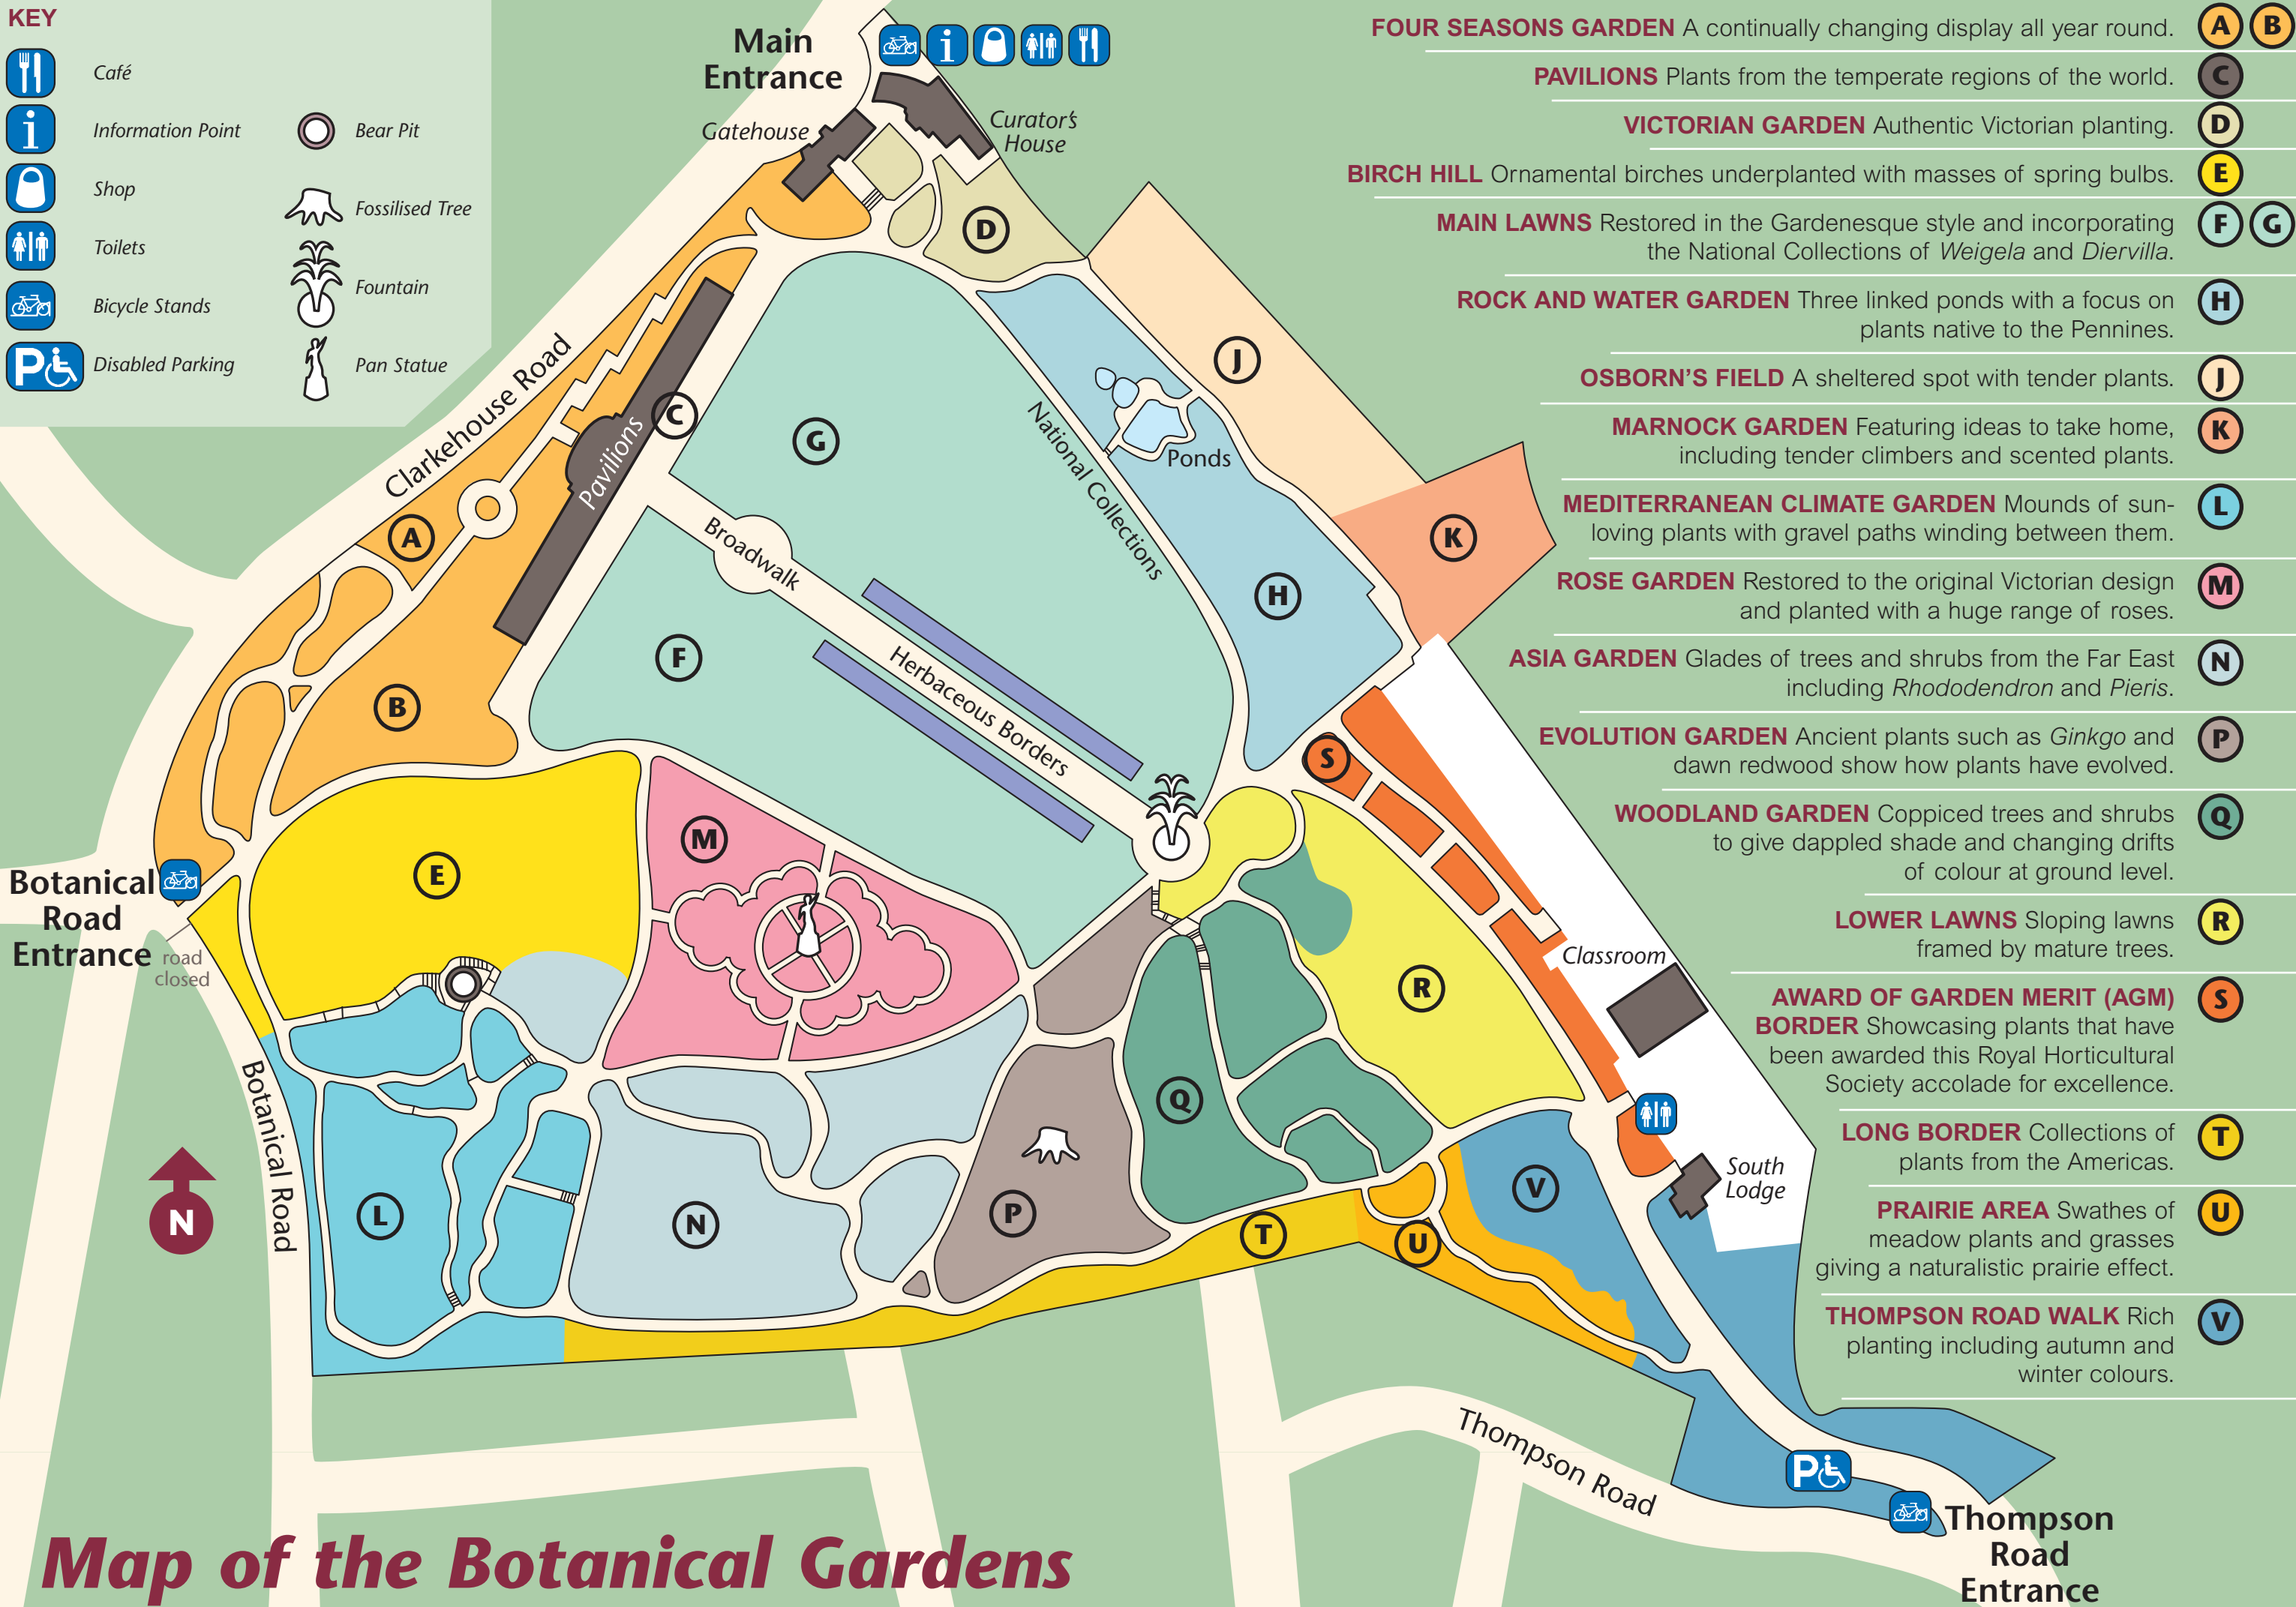 KEY
Café
Information Point
Shop
Toilets
Bicycle Stands
P
Disabled Parking
Bear Pit
Fossilised Tree
Fountain
Pan Statue
Main
Entrance
i
Gatehouse
Curator's
House
Clarkehouse Road
Pavilions
Broadwalk
Herbaceous Borders
National Collections
Ponds
A
B
C
D
E
F
G
H
J
K
L
M
N
P
Q
R
S
T
U
V
Botanical
Road
Entrance
road
closed
Botanical Road
N
Classroom
South
Lodge
Thompson Road
P
Thompson
Road
Entrance
Map of the Botanical Gardens
FOUR SEASONS GARDEN A continually changing display all year round. A B
PAVILIONS Plants from the temperate regions of the world. C
VICTORIAN GARDEN Authentic Victorian planting. D
BIRCH HILL Ornamental birches underplanted with masses of spring bulbs. E
MAIN LAWNS Restored in the Gardenesque style and incorporating F G
the National Collections of Weigela and Diervilla.
ROCK AND WATER GARDEN Three linked ponds with a focus on H
plants native to the Pennines.
OSBORN'S FIELD A sheltered spot with tender plants. J
MARNOCK GARDEN Featuring ideas to take home, K
including tender climbers and scented plants.
MEDITERRANEAN CLIMATE GARDEN Mounds of sun- L
loving plants with gravel paths winding between them.
ROSE GARDEN Restored to the original Victorian design M
and planted with a huge range of roses.
ASIA GARDEN Glades of trees and shrubs from the Far East N
including Rhododendron and Pieris.
EVOLUTION GARDEN Ancient plants such as Ginkgo and P
dawn redwood show how plants have evolved.
WOODLAND GARDEN Coppiced trees and shrubs Q
to give dappled shade and changing drifts
of colour at ground level.
LOWER LAWNS Sloping lawns R
framed by mature trees.
AWARD OF GARDEN MERIT (AGM) S
BORDER Showcasing plants that have
been awarded this Royal Horticultural
Society accolade for excellence.
LONG BORDER Collections of T
plants from the Americas.
PRAIRIE AREA Swathes of U
meadow plants and grasses
giving a naturalistic prairie effect.
THOMPSON ROAD WALK Rich V
planting including autumn and
winter colours.